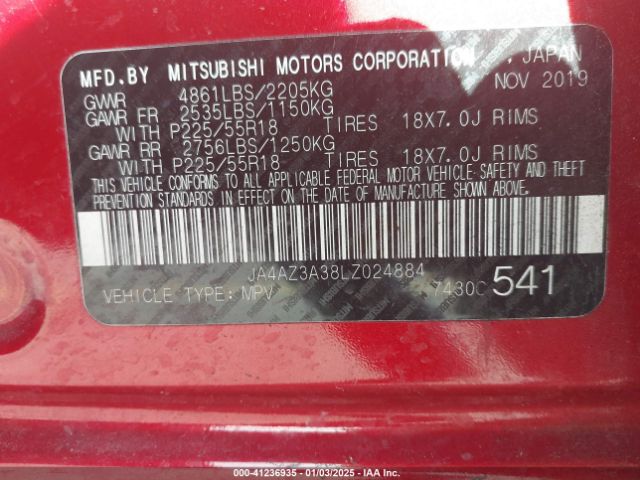 MFD.BY MITSUBISHI MOTORS CORPORATION , JAPAN
NOV 2019
GVWR 4861LBS/2205KG
GAWR FR 2535LBS/1150KG
WITH P225/55R18 TIRES 18X7.0J RIMS
GAWR RR 2756LBS/1250KG
WITH P225/55R18 TIRES 18X7.0J RIMS
THIS VEHICLE CONFORMS TO ALL APPLICABLE FEDERAL MOTOR VEHICLE SAFETY AND THEFT
PREVENTION STANDARDS IN EFFECT ON THE DATE OF MANUFACTURE SHOWN ABOVE.
JA4AZ3A38LZ024884
VEHICLE TYPE: MPV 7430C 541
000-41236935 - 01/03/2025 - IAA Inc.